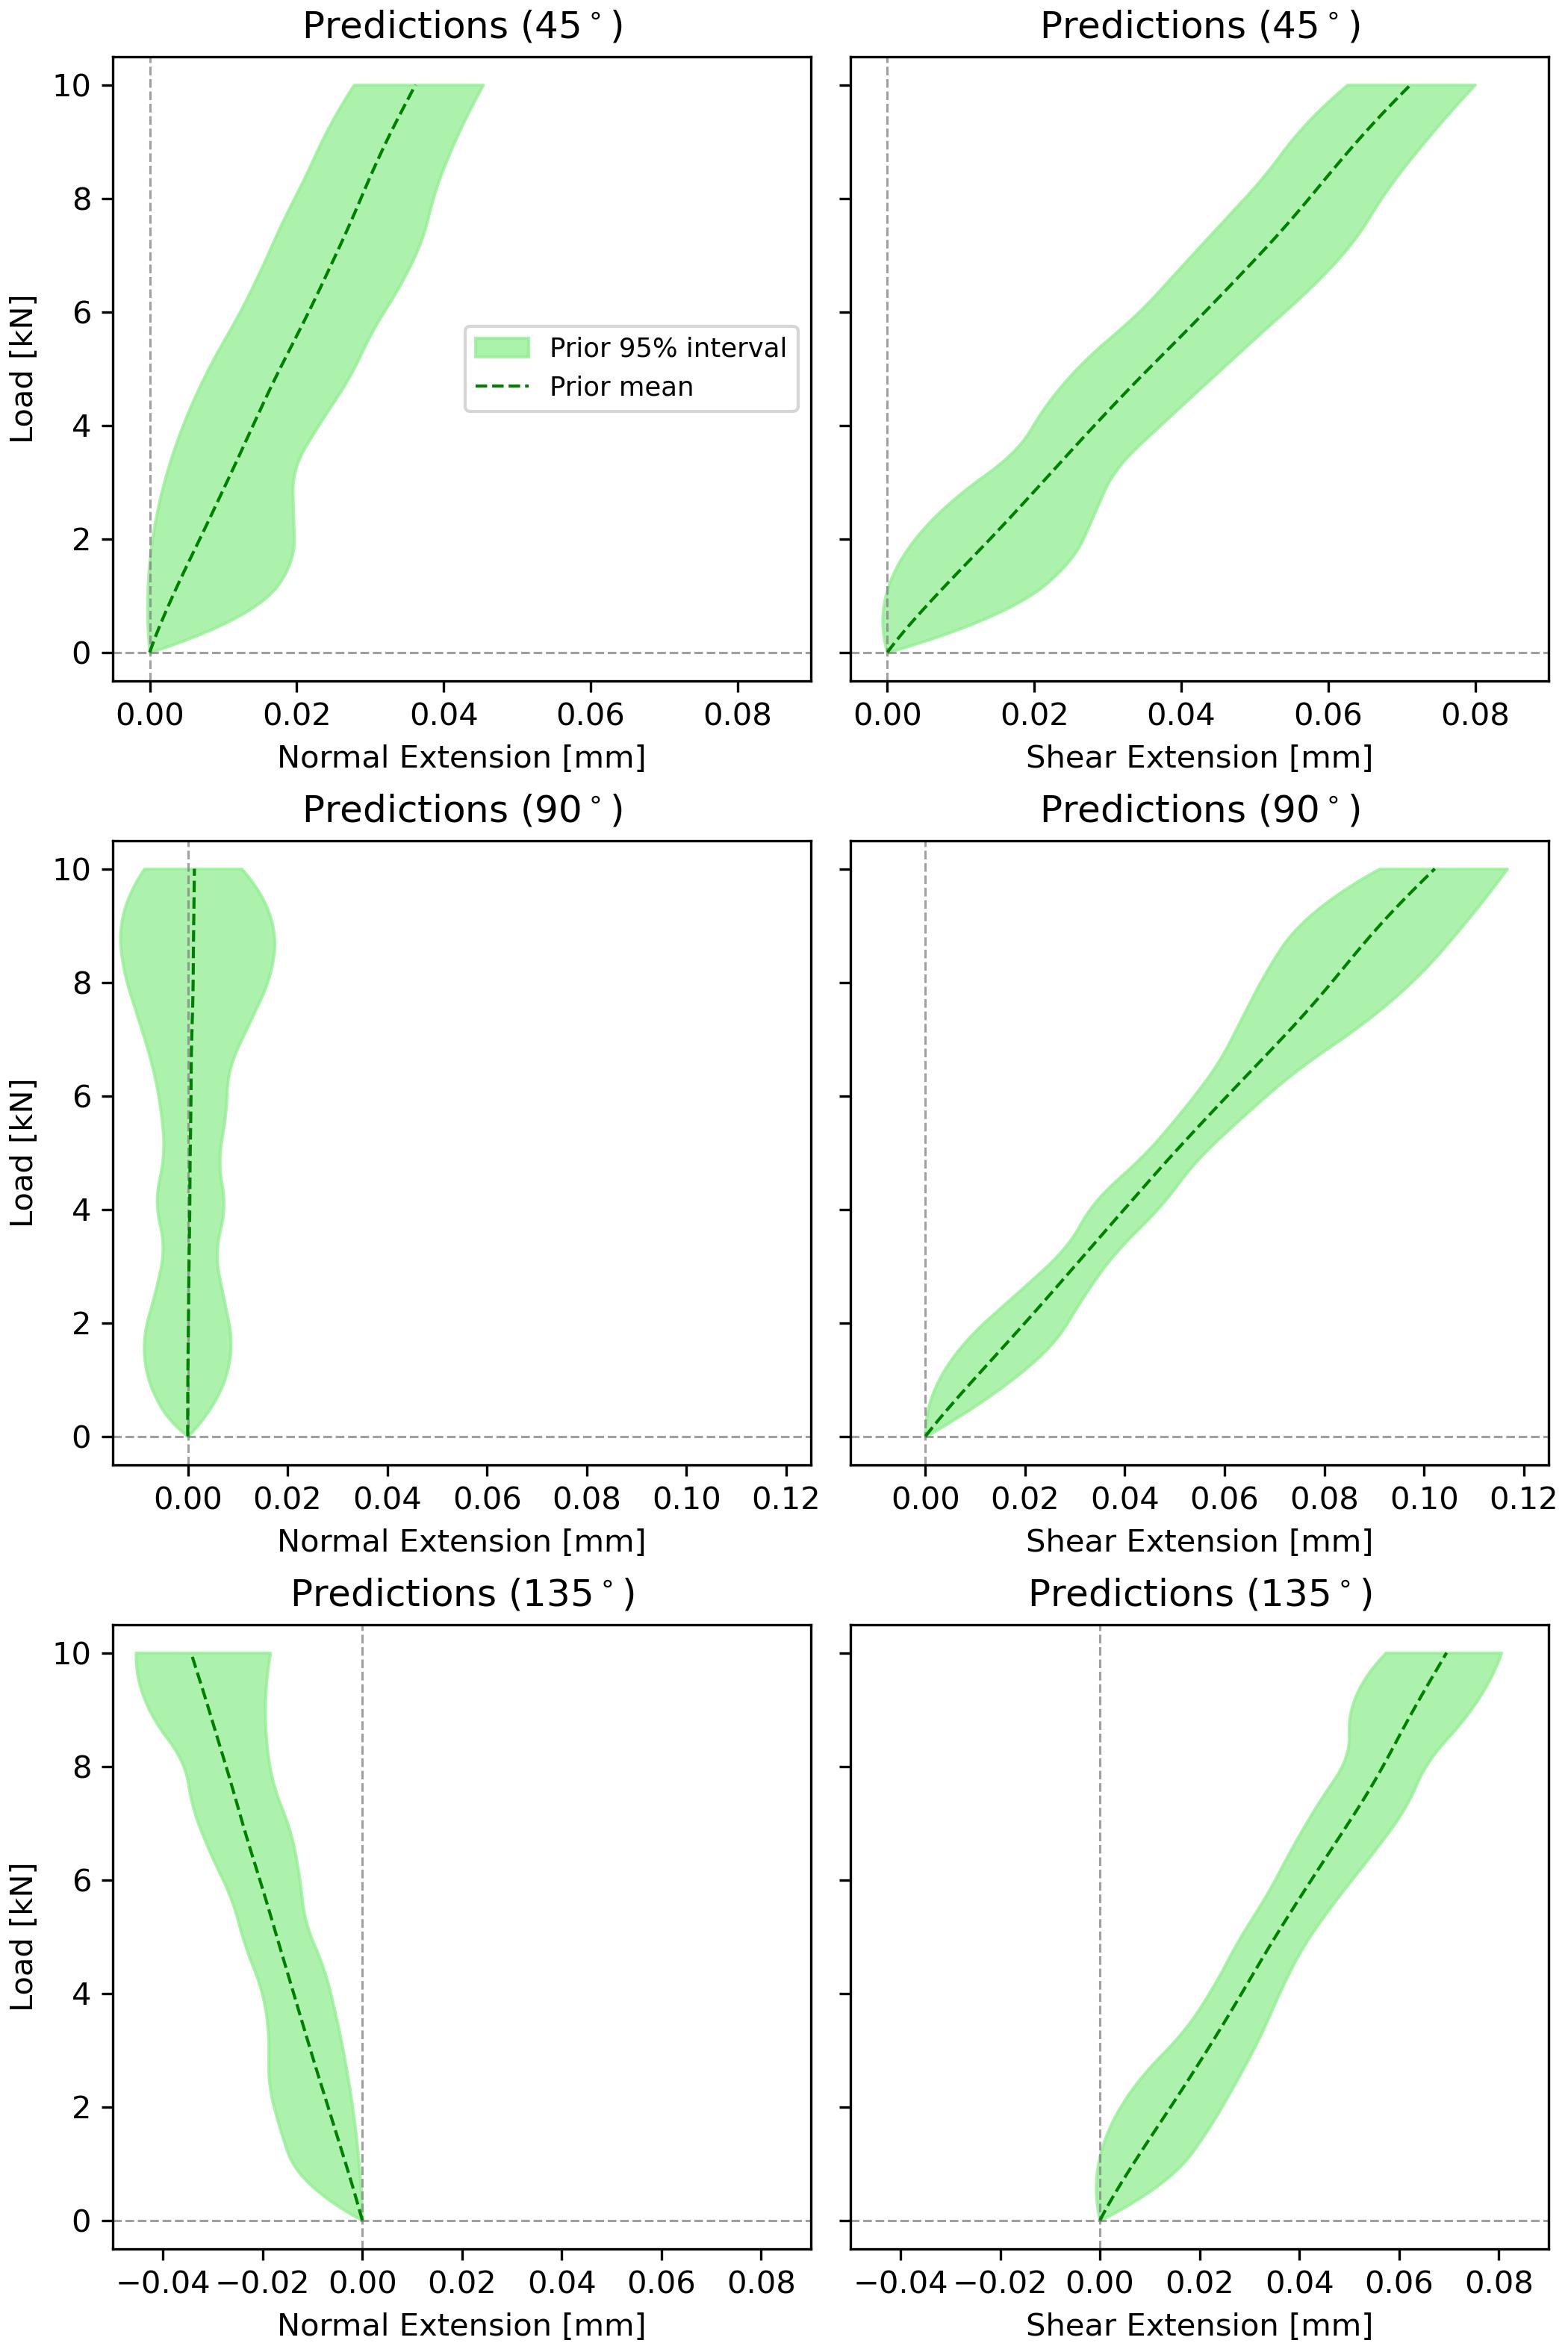 Predictions (45°)
Predictions (45°)
10
8
6
4
2
0
Load [kN]
Prior 95% interval
Prior mean
0.00 0.02 0.04 0.06 0.08
0.00 0.02 0.04 0.06 0.08
Normal Extension [mm]
Shear Extension [mm]
Predictions (90°)
Predictions (90°)
10
8
6
4
2
0
Load [kN]
0.00 0.02 0.04 0.06 0.08 0.10 0.12
0.00 0.02 0.04 0.06 0.08 0.10 0.12
Normal Extension [mm]
Shear Extension [mm]
Predictions (135°)
Predictions (135°)
10
8
6
4
2
0
Load [kN]
−0.04 −0.02 0.00 0.02 0.04 0.06 0.08
−0.04 −0.02 0.00 0.02 0.04 0.06 0.08
Normal Extension [mm]
Shear Extension [mm]